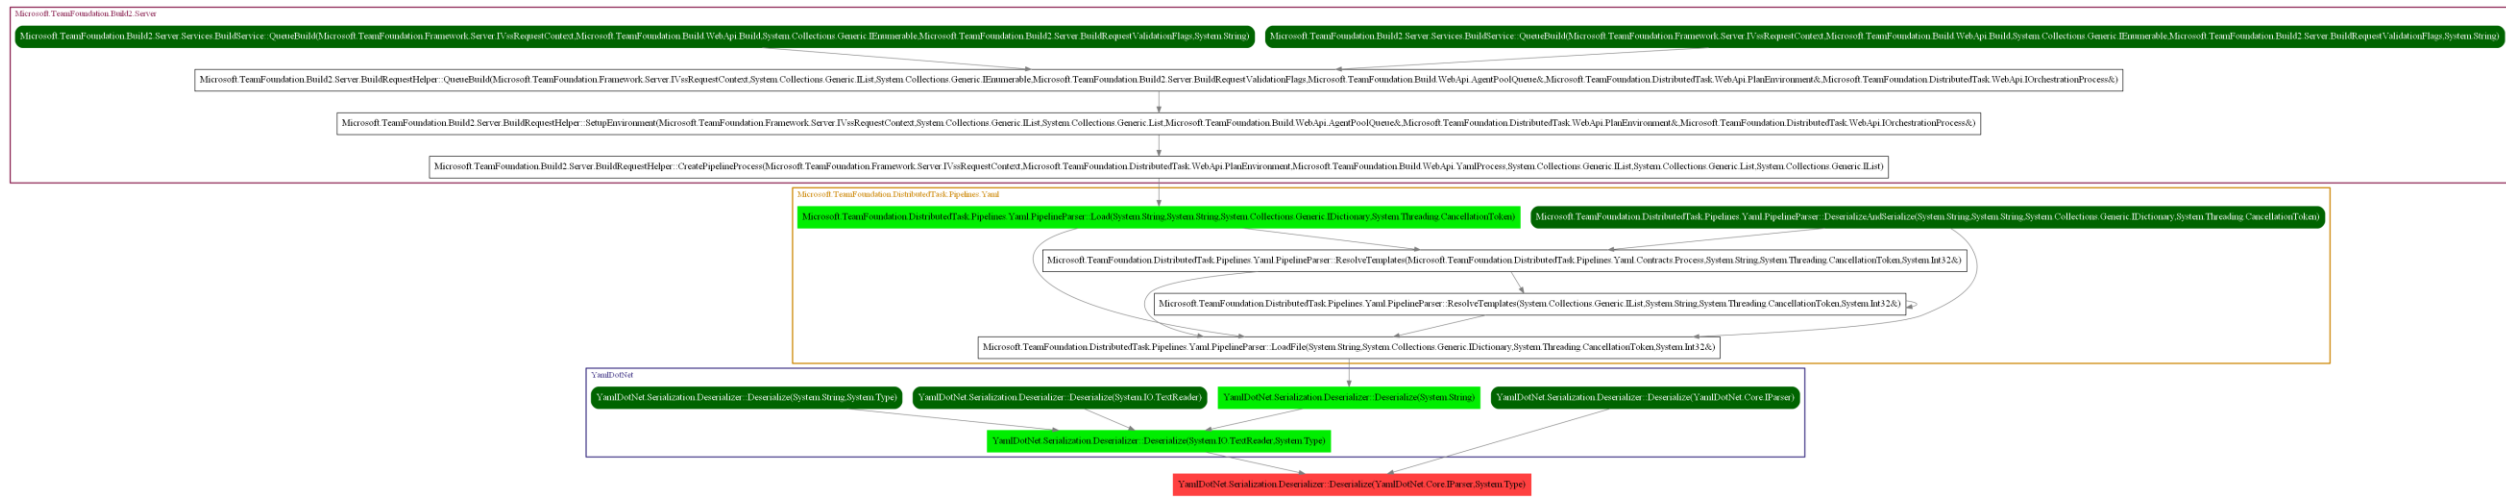 Microsoft.TeamFoundation.Build2.Server
Microsoft.TeamFoundation.Build2.Server.Services.BuildService::QueueBuild(Microsoft.TeamFoundation.Framework.Server.IVssRequestContext,Microsoft.TeamFoundation.Build.WebApi.Build,System.Collections.Generic.IEnumerable,Microsoft.TeamFoundation.Build2.Server.BuildRequestValidationFlags,System.String)
Microsoft.TeamFoundation.Build2.Server.Services.BuildService::QueueBuild(Microsoft.TeamFoundation.Framework.Server.IVssRequestContext,Microsoft.TeamFoundation.Build.WebApi.Build,System.Collections.Generic.IEnumerable,Microsoft.TeamFoundation.Build2.Server.BuildRequestValidationFlags,System.String)
Microsoft.TeamFoundation.Build2.Server.BuildRequestHelper::QueueBuild(Microsoft.TeamFoundation.Framework.Server.IVssRequestContext,System.Collections.Generic.IList,System.Collections.Generic.IEnumerable,Microsoft.TeamFoundation.Build2.Server.BuildRequestValidationFlags,Microsoft.TeamFoundation.Build.WebApi.AgentPoolQueue&,Microsoft.TeamFoundation.DistributedTask.WebApi.PlanEnvironment&,Microsoft.TeamFoundation.DistributedTask.WebApi.IOrchestrationProcess&)
Microsoft.TeamFoundation.Build2.Server.BuildRequestHelper::SetupEnvironment(Microsoft.TeamFoundation.Framework.Server.IVssRequestContext,System.Collections.Generic.IList,System.Collections.Generic.List,Microsoft.TeamFoundation.Build.WebApi.AgentPoolQueue&,Microsoft.TeamFoundation.DistributedTask.WebApi.PlanEnvironment&,Microsoft.TeamFoundation.DistributedTask.WebApi.IOrchestrationProcess&)
Microsoft.TeamFoundation.Build2.Server.BuildRequestHelper::CreatePipelineProcess(Microsoft.TeamFoundation.Framework.Server.IVssRequestContext,Microsoft.TeamFoundation.DistributedTask.WebApi.PlanEnvironment,Microsoft.TeamFoundation.Build.WebApi.YamlProcess,System.Collections.Generic.IList,System.Collections.Generic.List,System.Collections.Generic.IList)
Microsoft.TeamFoundation.DistributedTask.Pipelines.Yaml
Microsoft.TeamFoundation.DistributedTask.Pipelines.Yaml.PipelineParser::Load(System.String,System.String,System.Collections.Generic.IDictionary,System.Threading.CancellationToken)
Microsoft.TeamFoundation.DistributedTask.Pipelines.Yaml.PipelineParser::DeserializeAndSerialize(System.String,System.String,System.Collections.Generic.IDictionary,System.Threading.CancellationToken)
Microsoft.TeamFoundation.DistributedTask.Pipelines.Yaml.PipelineParser::ResolveTemplates(Microsoft.TeamFoundation.DistributedTask.Pipelines.Yaml.Contracts.Process,System.String,System.Threading.CancellationToken,System.Int32&)
Microsoft.TeamFoundation.DistributedTask.Pipelines.Yaml.PipelineParser::ResolveTemplates(System.Collections.Generic.IList,System.String,System.Threading.CancellationToken,System.Int32&)
Microsoft.TeamFoundation.DistributedTask.Pipelines.Yaml.PipelineParser::LoadFile(System.String,System.Collections.Generic.IDictionary,System.Threading.CancellationToken,System.Int32&)
YamlDotNet
YamlDotNet.Serialization.Deserializer::Deserialize(System.String,System.Type)
YamlDotNet.Serialization.Deserializer::Deserialize(System.IO.TextReader)
YamlDotNet.Serialization.Deserializer::Deserialize(System.String)
YamlDotNet.Serialization.Deserializer::Deserialize(YamlDotNet.Core.IParser)
YamlDotNet.Serialization.Deserializer::Deserialize(System.IO.TextReader,System.Type)
YamlDotNet.Serialization.Deserializer::Deserialize(YamlDotNet.Core.IParser,System.Type)